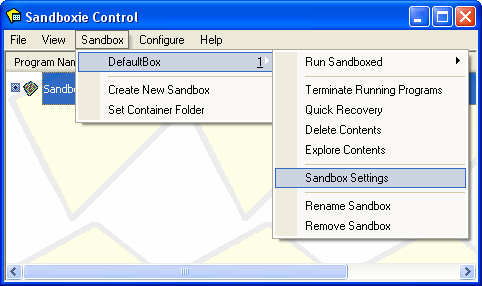 Sandboxie Control
File View Sandbox Configure Help
Program Nam
Sandbo
DefaultBox 1
Create New Sandbox
Set Container Folder
Run Sandboxed
Terminate Running Programs
Quick Recovery
Delete Contents
Explore Contents
Sandbox Settings
Rename Sandbox
Remove Sandbox